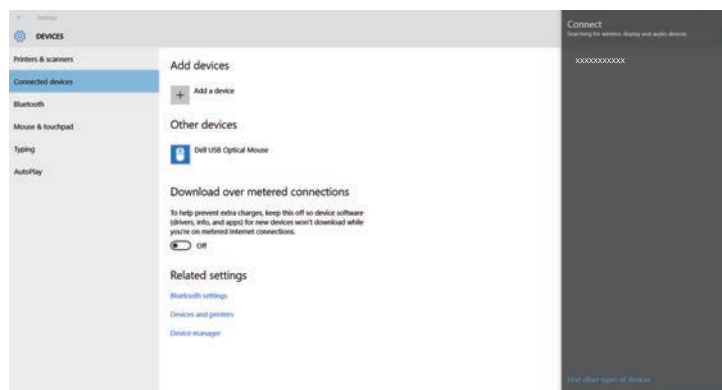 Settings
DEVICES
Printers & scanners
Connected devices
Bluetooth
Mouse & touchpad
Typing
AutoPlay
Add devices
Add a device
Other devices
Dell USB Optical Mouse
Download over metered connections
To help prevent extra charges, keep this off so device software
(drivers, info, and apps) for new devices won't download while
you're on metered Internet connections.
Off
Related settings
Bluetooth settings
Devices and printers
Device manager
Connect
Searching for wireless display and audio devices
xxxxxxxxxxx
Find other types of devices